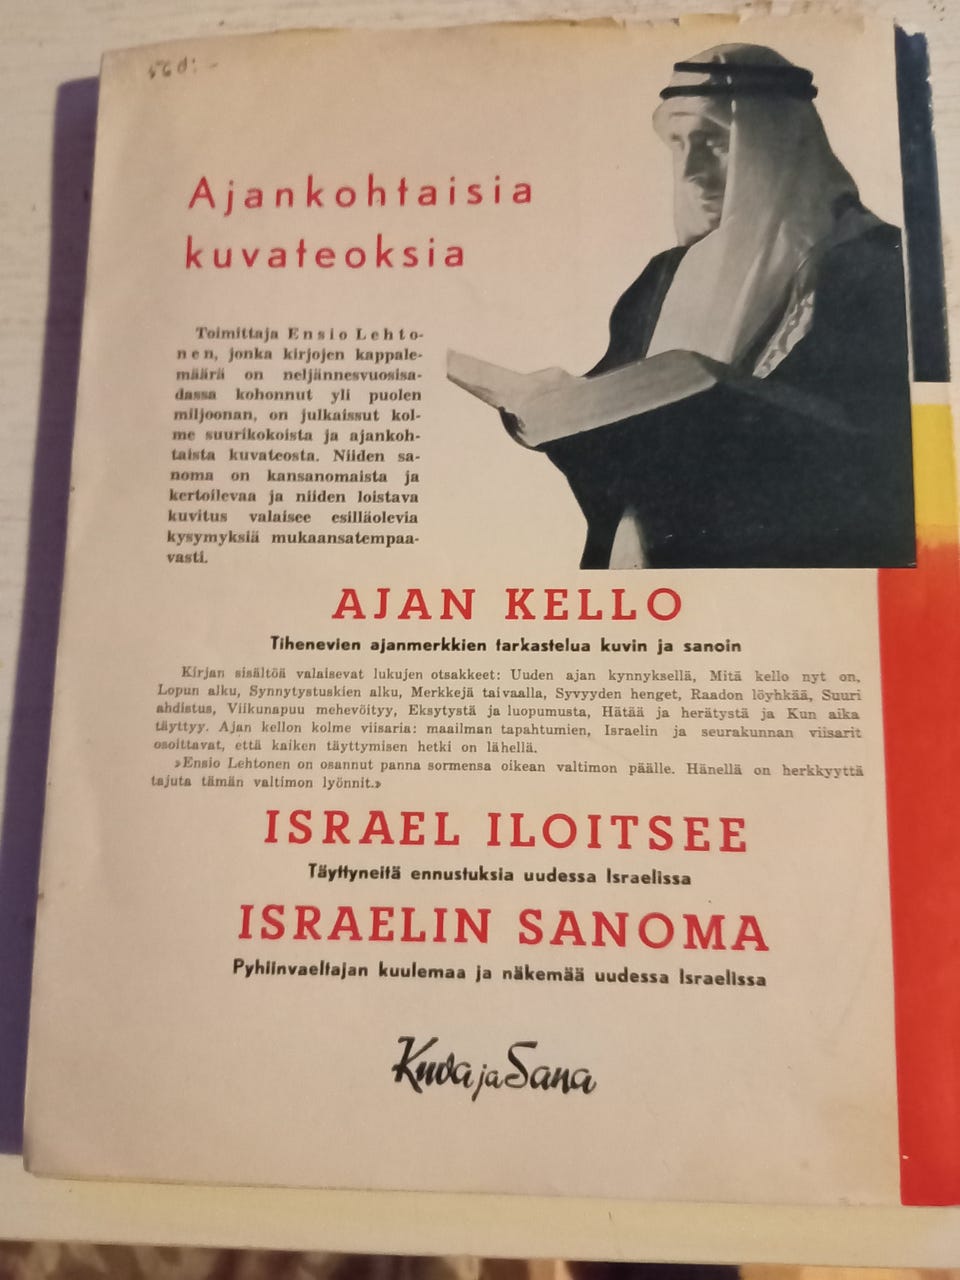 Ajankohtaisia
kuvateoksia
Toimittaja Ensio Lehto-
nen, jonka kirjojen kappale-
määrä on neljännesvuosisa-
dassa kohonnut yli puolen
miljoonan, on julkaissut kol-
me suurikokoista ja ajankoh-
taista kuvateosta. Niiden sa-
noma on kansanomaista ja
kertoilevaa ja niiden loistava
kuvitus valaisee esilläolevia
kysymyksiä mukaansatempaa-
vasti.
AJAN KELLO
Tihenevien ajanmerkkien tarkastelua kuvin ja sanoin
Kirjan sisältöä valaisevat lukujen otsakkeet: Uuden ajan kynnyksellä, Mitä kello nyt on,
Lopun alku, Synnytystuskien alku, Merkkejä taivaalla, Syvyyden henget, Raadon löyhkää, Suuri
ahdistus, Viikunapuu mehevöityy, Eksytystä ja luopumusta, Hätää ja herätystä ja Kun aika
täyttyy. Ajan kellon kolme viisaria: maailman tapahtumien, Israelin ja seurakunnan viisarit
osoittavat, että kaiken täyttymisen hetki on lähellä.
»Ensio Lehtonen on osannut panna sormensa oikean valtimon päälle. Hänellä on herkkyyttä
tajuta tämän valtimon lyönnit.»
ISRAEL ILOITSEE
Täyttyneitä ennustuksia uudessa Israelissa
ISRAELIN SANOMA
Pyhiinvaeltajan kuulemaa ja näkemää uudessa Israelissa
Kuva ja Sana